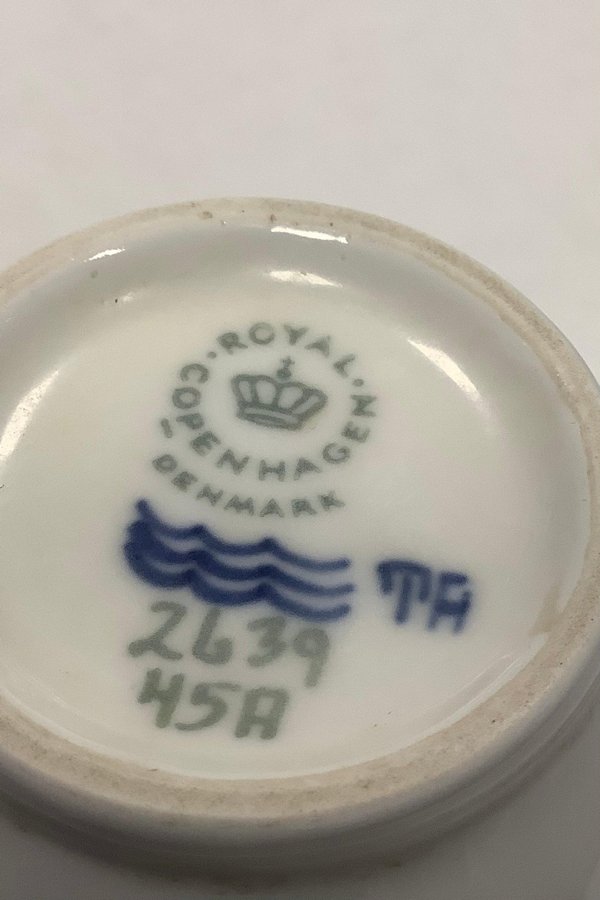 ROYAL
COPENHAGEN
DENMARK
TA
2639
45A